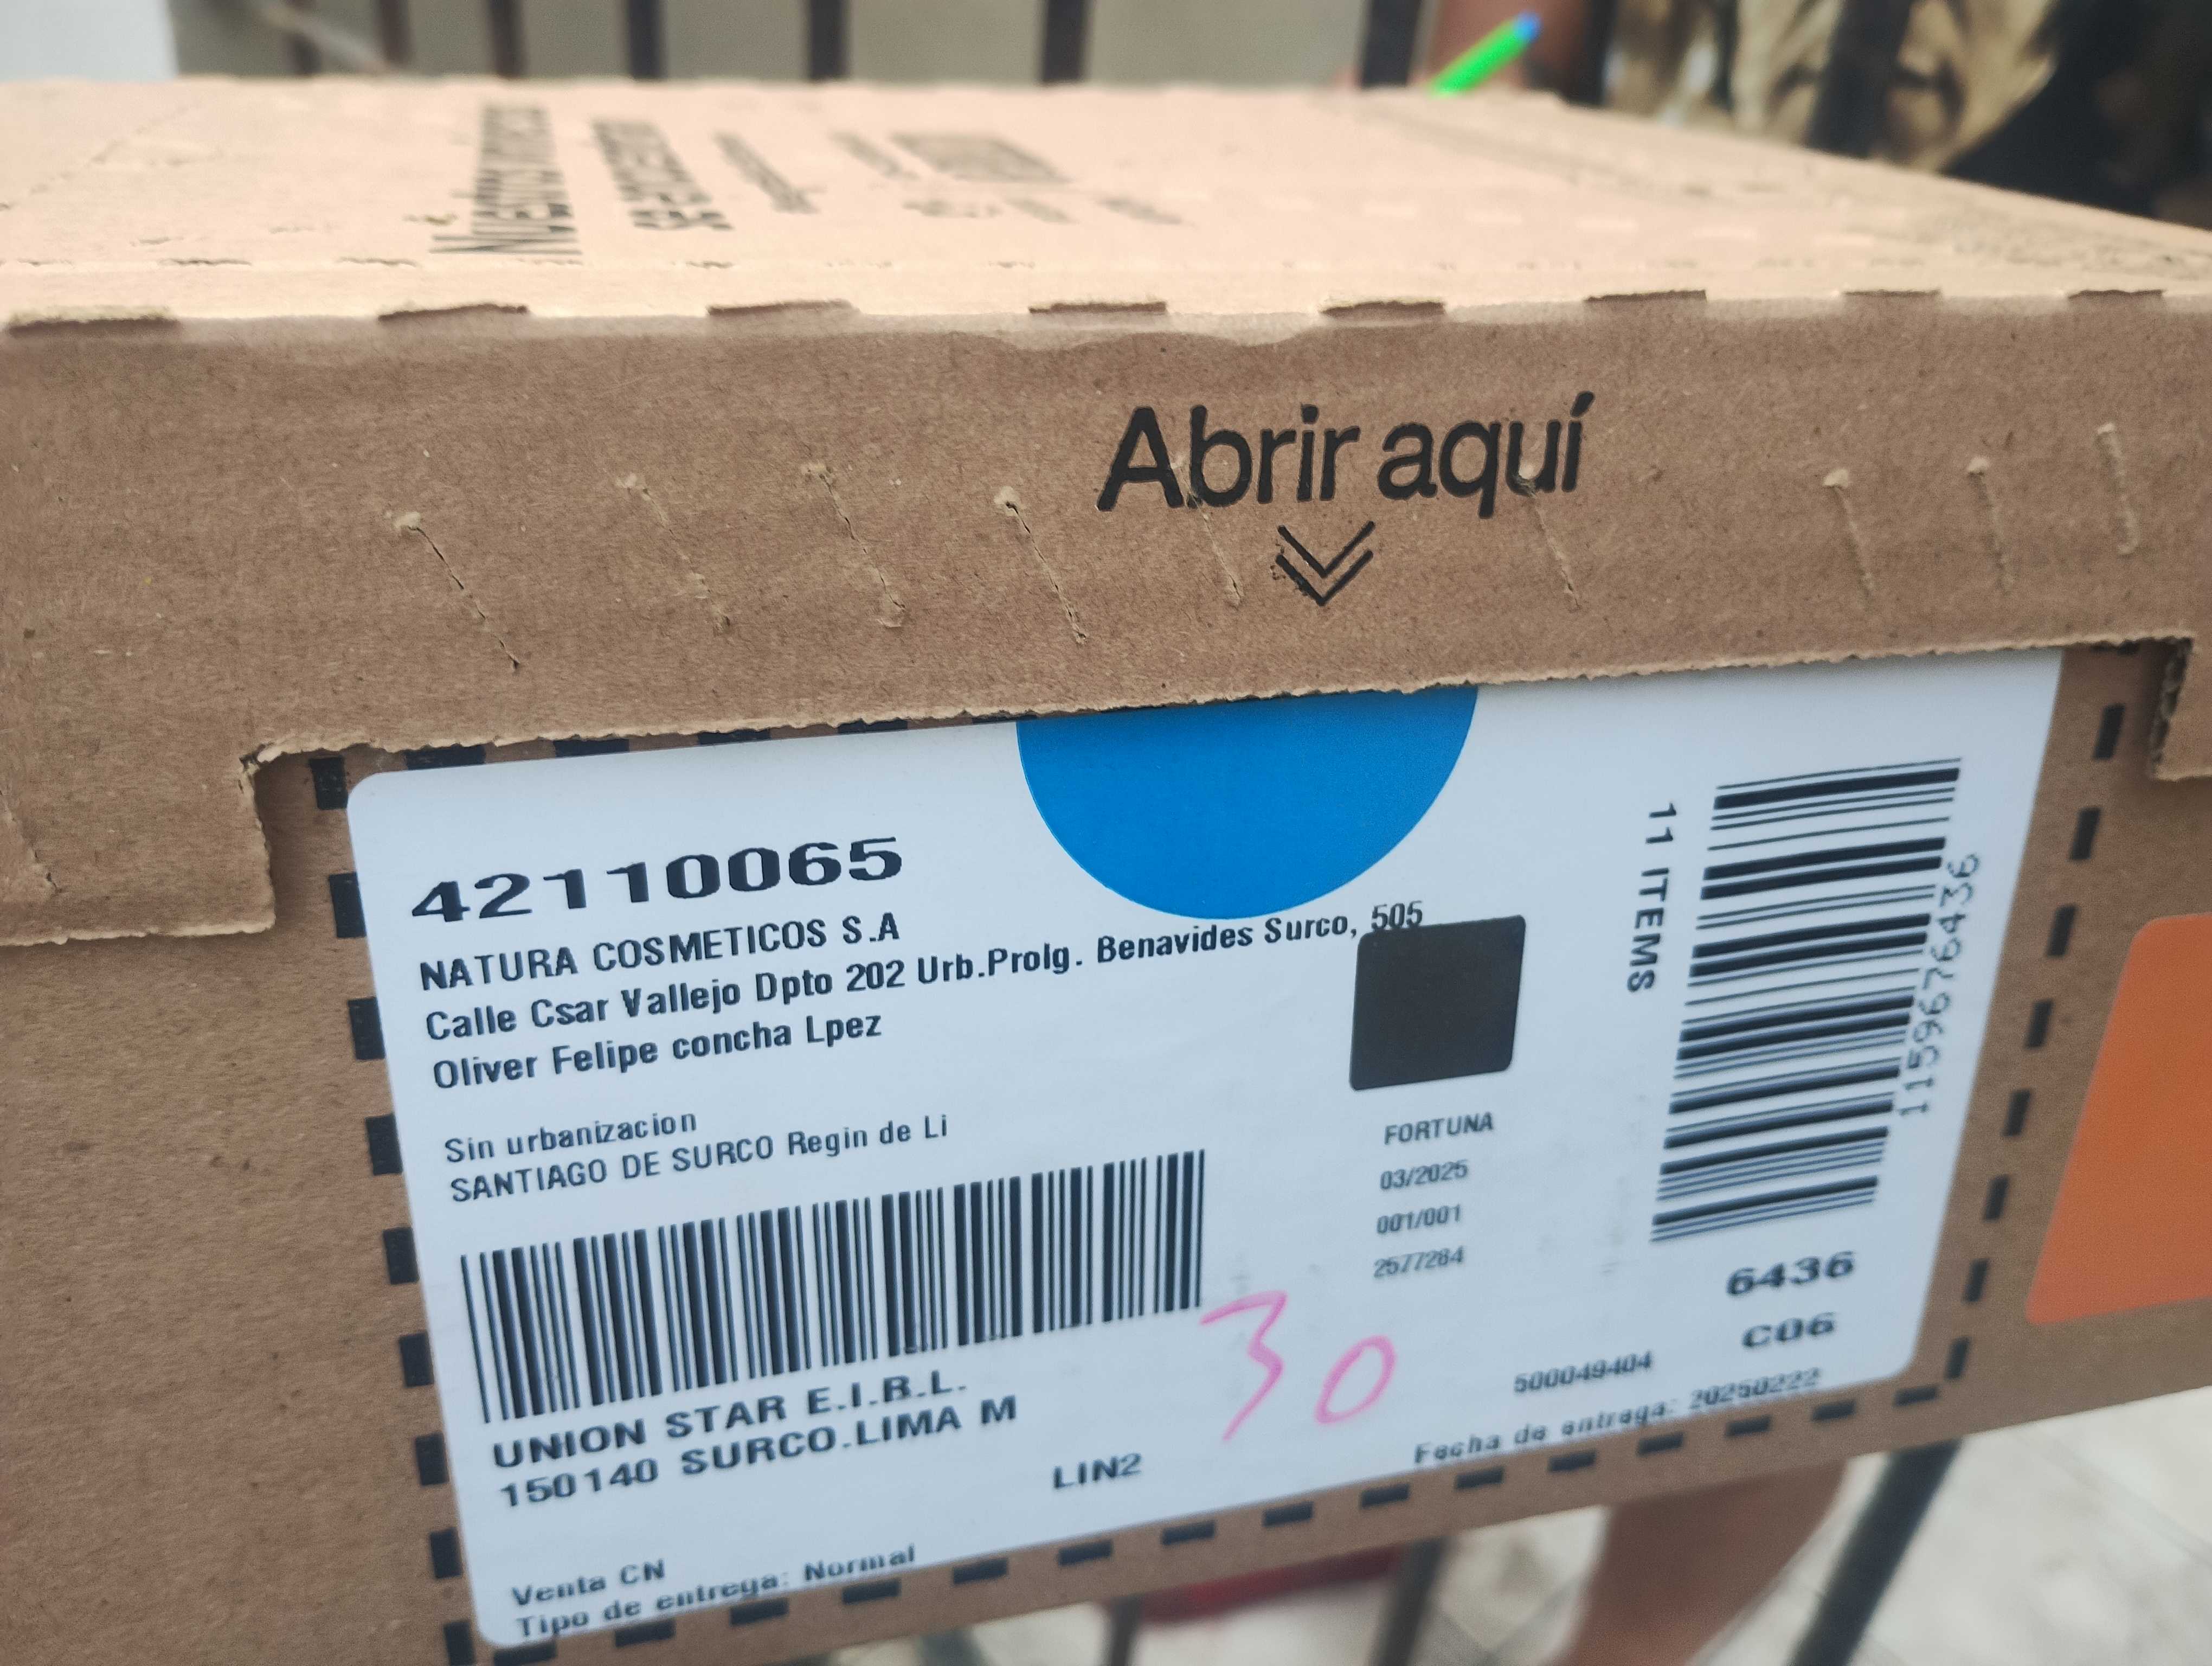 Abrir aquí
42110065
NATURA COSMETICOS S.A
Calle Csar Vallejo Dpto 202 Urb.Prolg. Benavides Surco, 505
Oliver Felipe concha Lpez
Sin urbanizacion
SANTIAGO DE SURCO Regin de Li
UNION STAR E.I.R.L.
150140 SURCO.LIMA M
LIN2
Venta CN
Tipo de entrega: Normal
FORTUNA
03/2025
001/001
2577284
30
11 ITEMS
1159676436
6436
C06
500049404
Fecha de entrega: 20250222